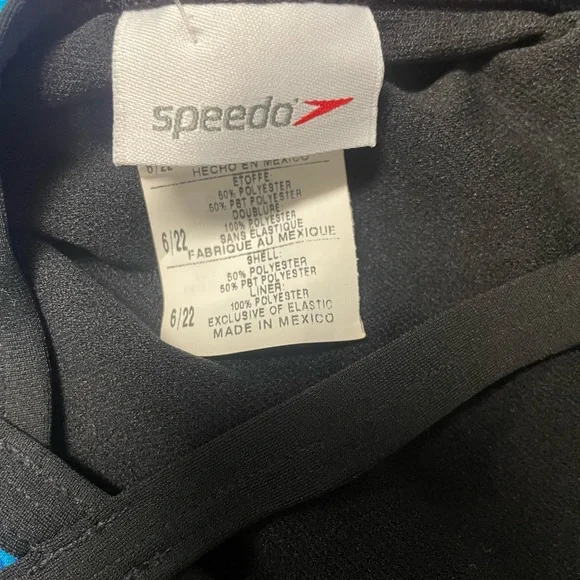 speedo
6/22 HECHO EN MEXICO
ETOFFE
50% POLYESTER
50% PBT POLYESTER
DOUBLURE:
100% POLYESTER
SANS ELASTIQUE
6/22 FABRIQUE AU MEXIQUE
SHELL:
50% POLYESTER
50% PBT POLYESTER
LINER:
100% POLYESTER
EXCLUSIVE OF ELASTIC
6/22 MADE IN MEXICO